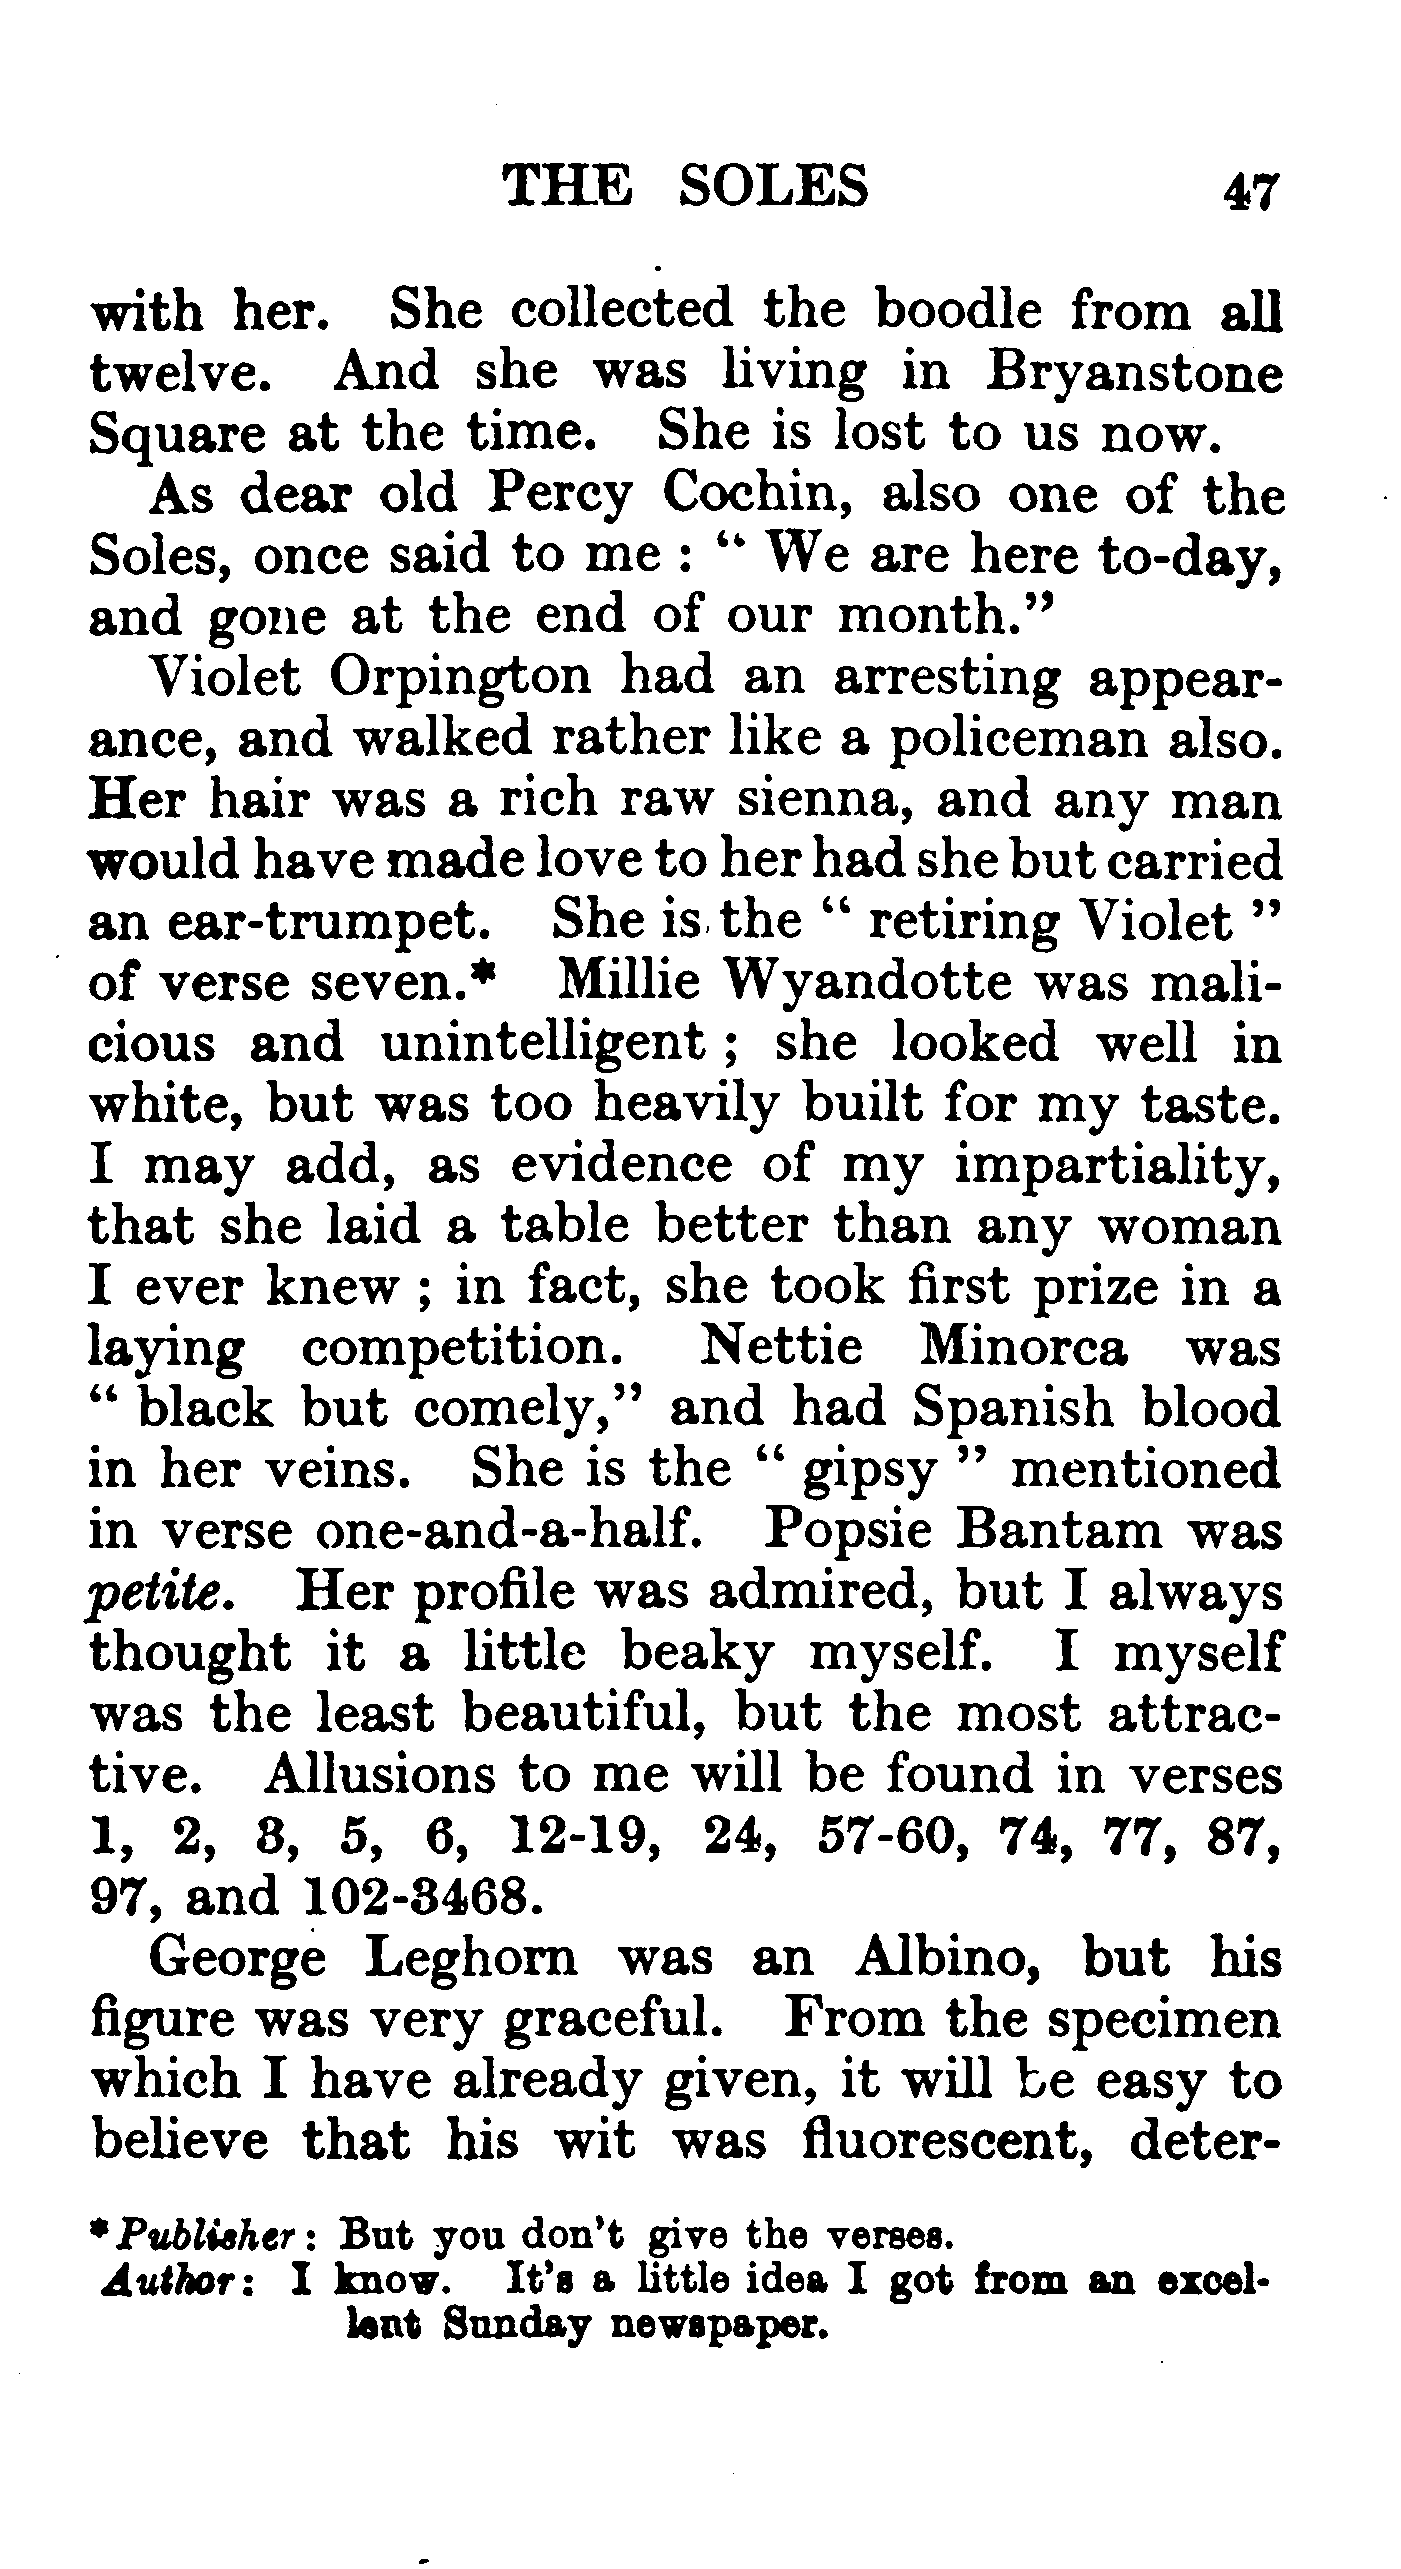 THE SOLES 47
with her. She collected the boodle from all
twelve. And she was living in Bryanstone
Square at the time. She is lost to us now.
As dear old Percy Cochin, also one of the
Soles, once said to me : “ We are here to-day,
and gone at the end of our month.”
Violet Orpington had an arresting appear-
ance, and walked rather like a policeman also.
Her hair was a rich raw sienna, and any man
would have made love to her had she but carried
an ear-trumpet. She is the “ retiring Violet ”
of verse seven.* Millie Wyandotte was mali-
cious and unintelligent ; she looked well in
white, but was too heavily built for my taste.
I may add, as evidence of my impartiality,
that she laid a table better than any woman
I ever knew ; in fact, she took first prize in a
laying competition. Nettie Minorca was
“ black but comely,” and had Spanish blood
in her veins. She is the “ gipsy ” mentioned
in verse one-and-a-half. Popsie Bantam was
petite. Her profile was admired, but I always
thought it a little beaky myself. I myself
was the least beautiful, but the most attrac-
tive. Allusions to me will be found in verses
1, 2, 3, 5, 6, 12-19, 24, 57-60, 74, 77, 87,
97, and 102-3468.
George Leghorn was an Albino, but his
figure was very graceful. From the specimen
which I have already given, it will be easy to
believe that his wit was fluorescent, deter-
* Publisher : But you don't give the verses.
Author : I know. It's a little idea I got from an excel-
lent Sunday newspaper.